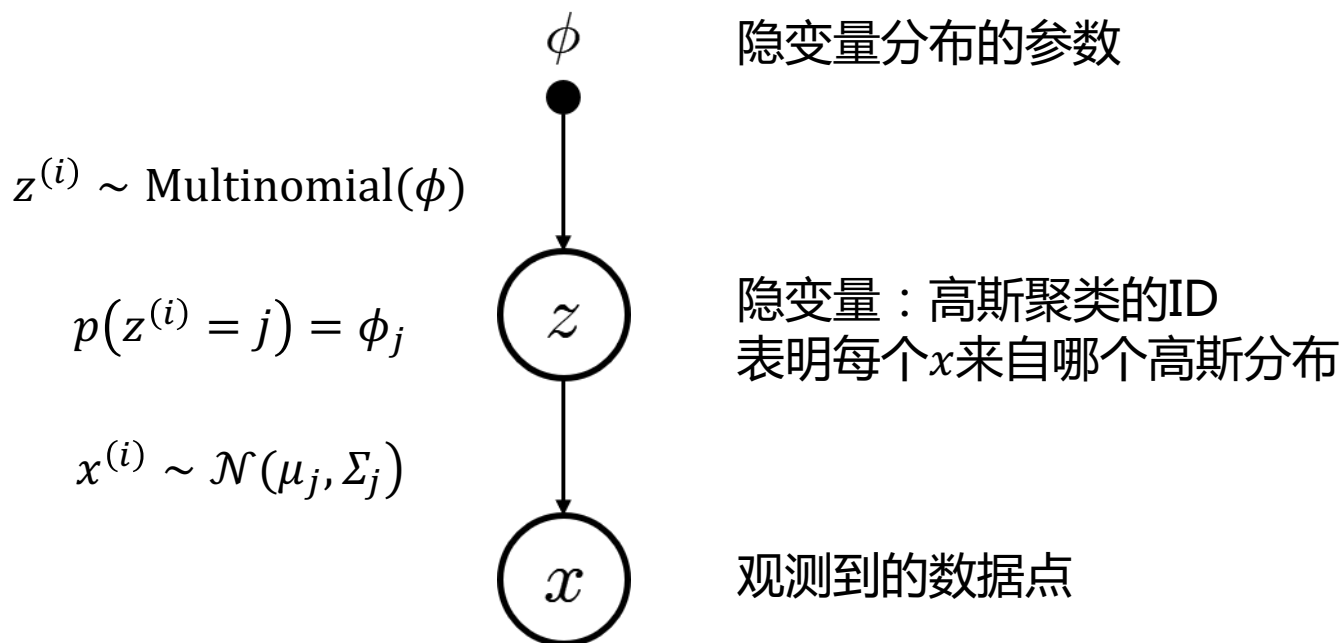 ϕ
隐变量分布的参数
z^{(i)} ~ Multinomial(ϕ)
p(z^{(i)} = j) = ϕ_j
z
隐变量：高斯聚类的ID
表明每个x来自哪个高斯分布
x^{(i)} ~ 𝒩(μ_j, Σ_j)
x
观测到的数据点